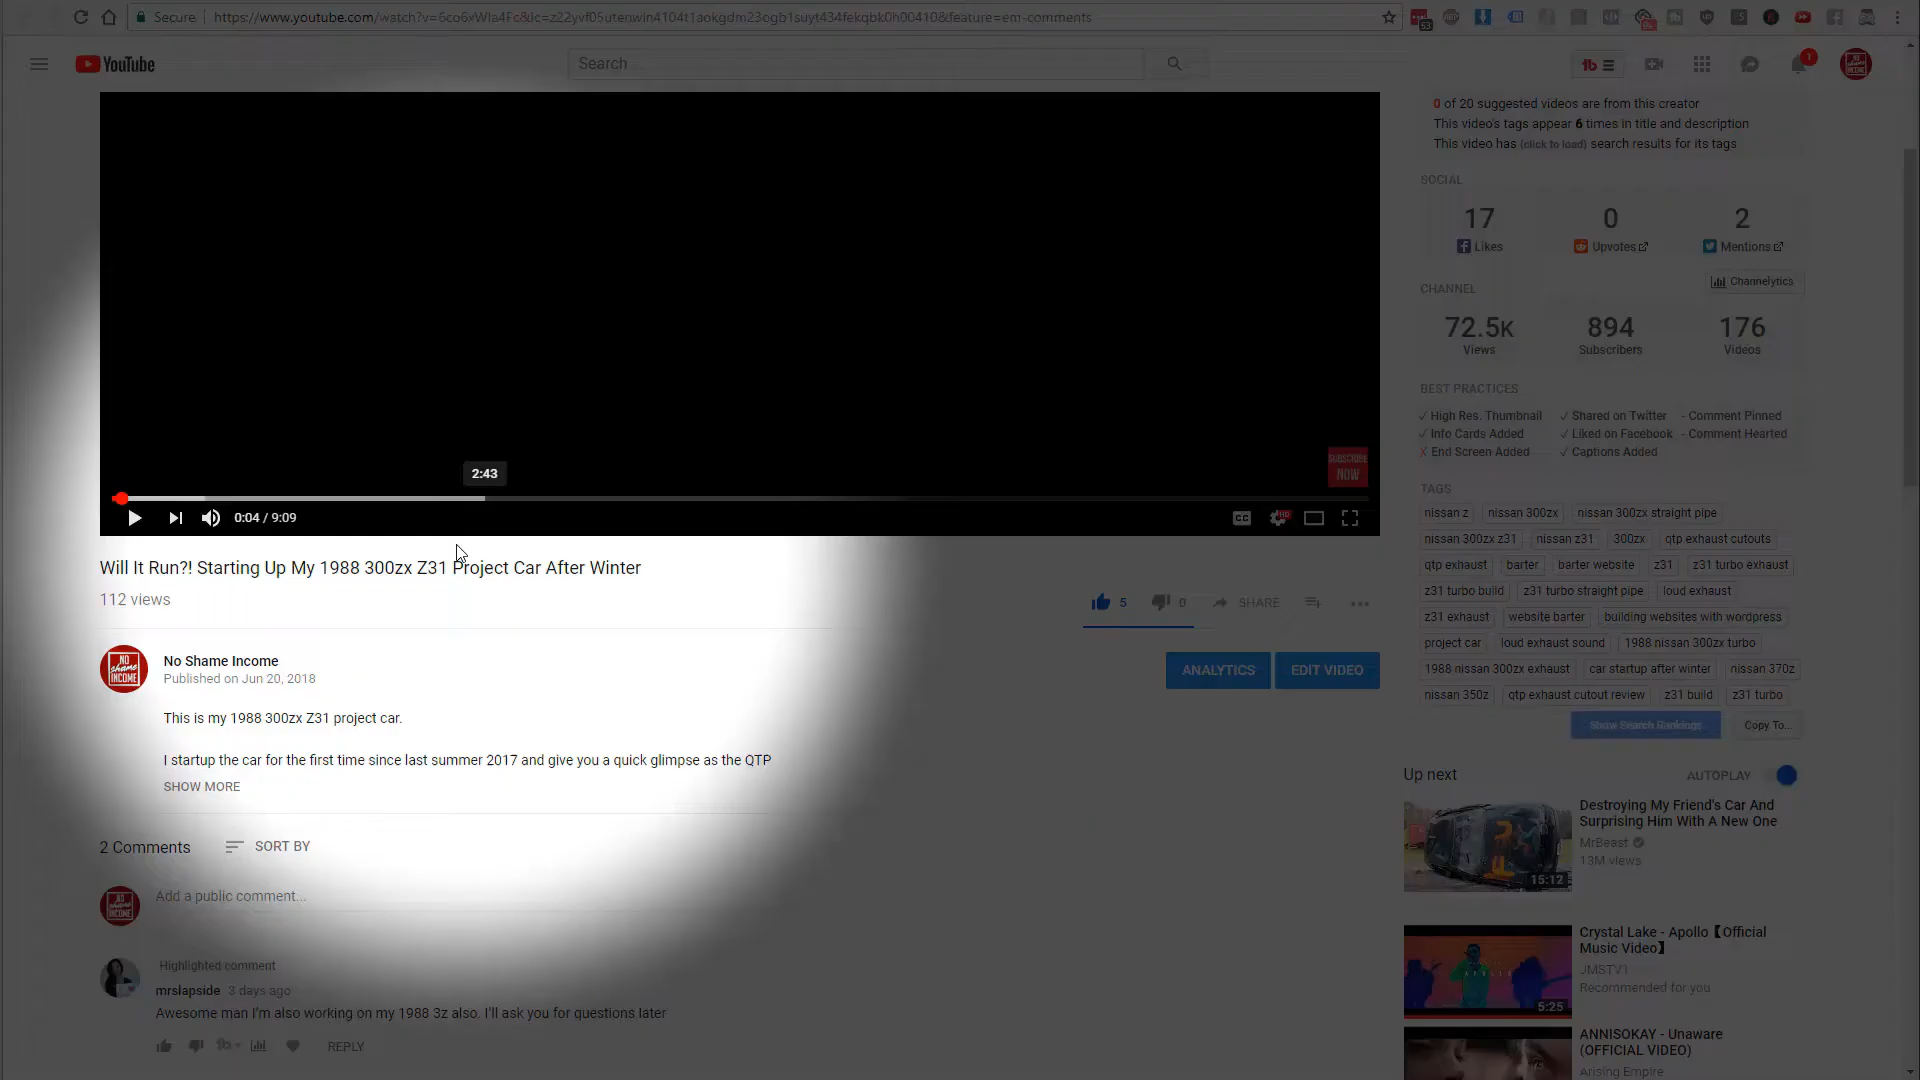 Secure
https://www.youtube.com/watch?v=6co6xWla4Fc&lc=z22yvf05utenwin4104t1aokgdm23ogb1suyt434fekqbk0h00410&feature=em-comments
53
YouTube
Search
tb
1
0 of 20 suggested videos are from this creator
This video's tags appear 6 times in title and description
This video has (click to load) search results for its tags
SOCIAL
17 0 2
Likes Upvotes Mentions
CHANNEL
Channelytics
72.5K 894 176
Views Subscribers Videos
BEST PRACTICES
✓ High Res. Thumbnail ✓ Shared on Twitter - Comment Pinned
✓ Info Cards Added ✓ Liked on Facebook - Comment Hearted
X End Screen Added ✓ Captions Added
TAGS
nissan z nissan 300zx nissan 300zx straight pipe
nissan 300zx z31 nissan z31 300zx qtp exhaust cutouts
qtp exhaust barter barter website z31 z31 turbo exhaust
z31 turbo build z31 turbo straight pipe loud exhaust
z31 exhaust website barter building websites with wordpress
project car loud exhaust sound 1988 nissan 300zx turbo
1988 nissan 300zx exhaust car startup after winter nissan 370z
nissan 350z qtp exhaust cutout review z31 build z31 turbo
Show Search Rankings Copy To...
SUBSCRIBE
NOW
2:43
0:04 / 9:09
CC
HD
Will It Run?! Starting Up My 1988 300zx Z31 Project Car After Winter
112 views
5 0 SHARE
NO
Shame
INCOME
No Shame Income
Published on Jun 20, 2018
ANALYTICS EDIT VIDEO
This is my 1988 300zx Z31 project car.
I startup the car for the first time since last summer 2017 and give you a quick glimpse as the QTP
SHOW MORE
2 Comments SORT BY
Add a public comment...
Highlighted comment
mrslapside 3 days ago
Awesome man I'm also working on my 1988 3z also. I'll ask you for questions later
REPLY
Up next AUTOPLAY
Destroying My Friend's Car And
Surprising Him With A New One
MrBeast
13M views
15:12
Crystal Lake - Apollo【Official
Music Video】
JMSTV1
Recommended for you
APOLLO
5:25
ANNISOKAY - Unaware
(OFFICIAL VIDEO)
Arising Empire